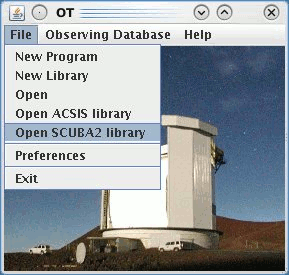 OT
File Observing Database Help
New Program
New Library
Open
Open ACSIS library
Open SCUBA2 library
Preferences
Exit